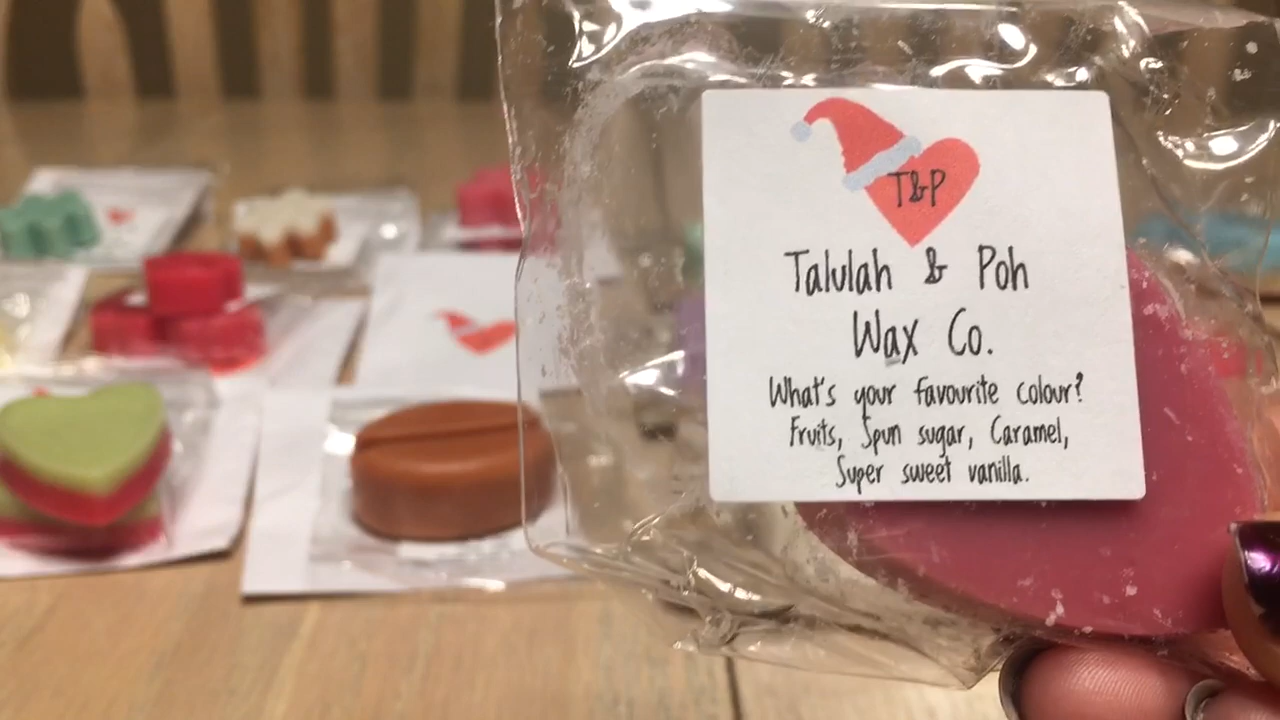 T&P
Talulah & Poh
Wax Co.
What's your favourite colour?
Fruits, Spun sugar, Caramel,
Super sweet vanilla.